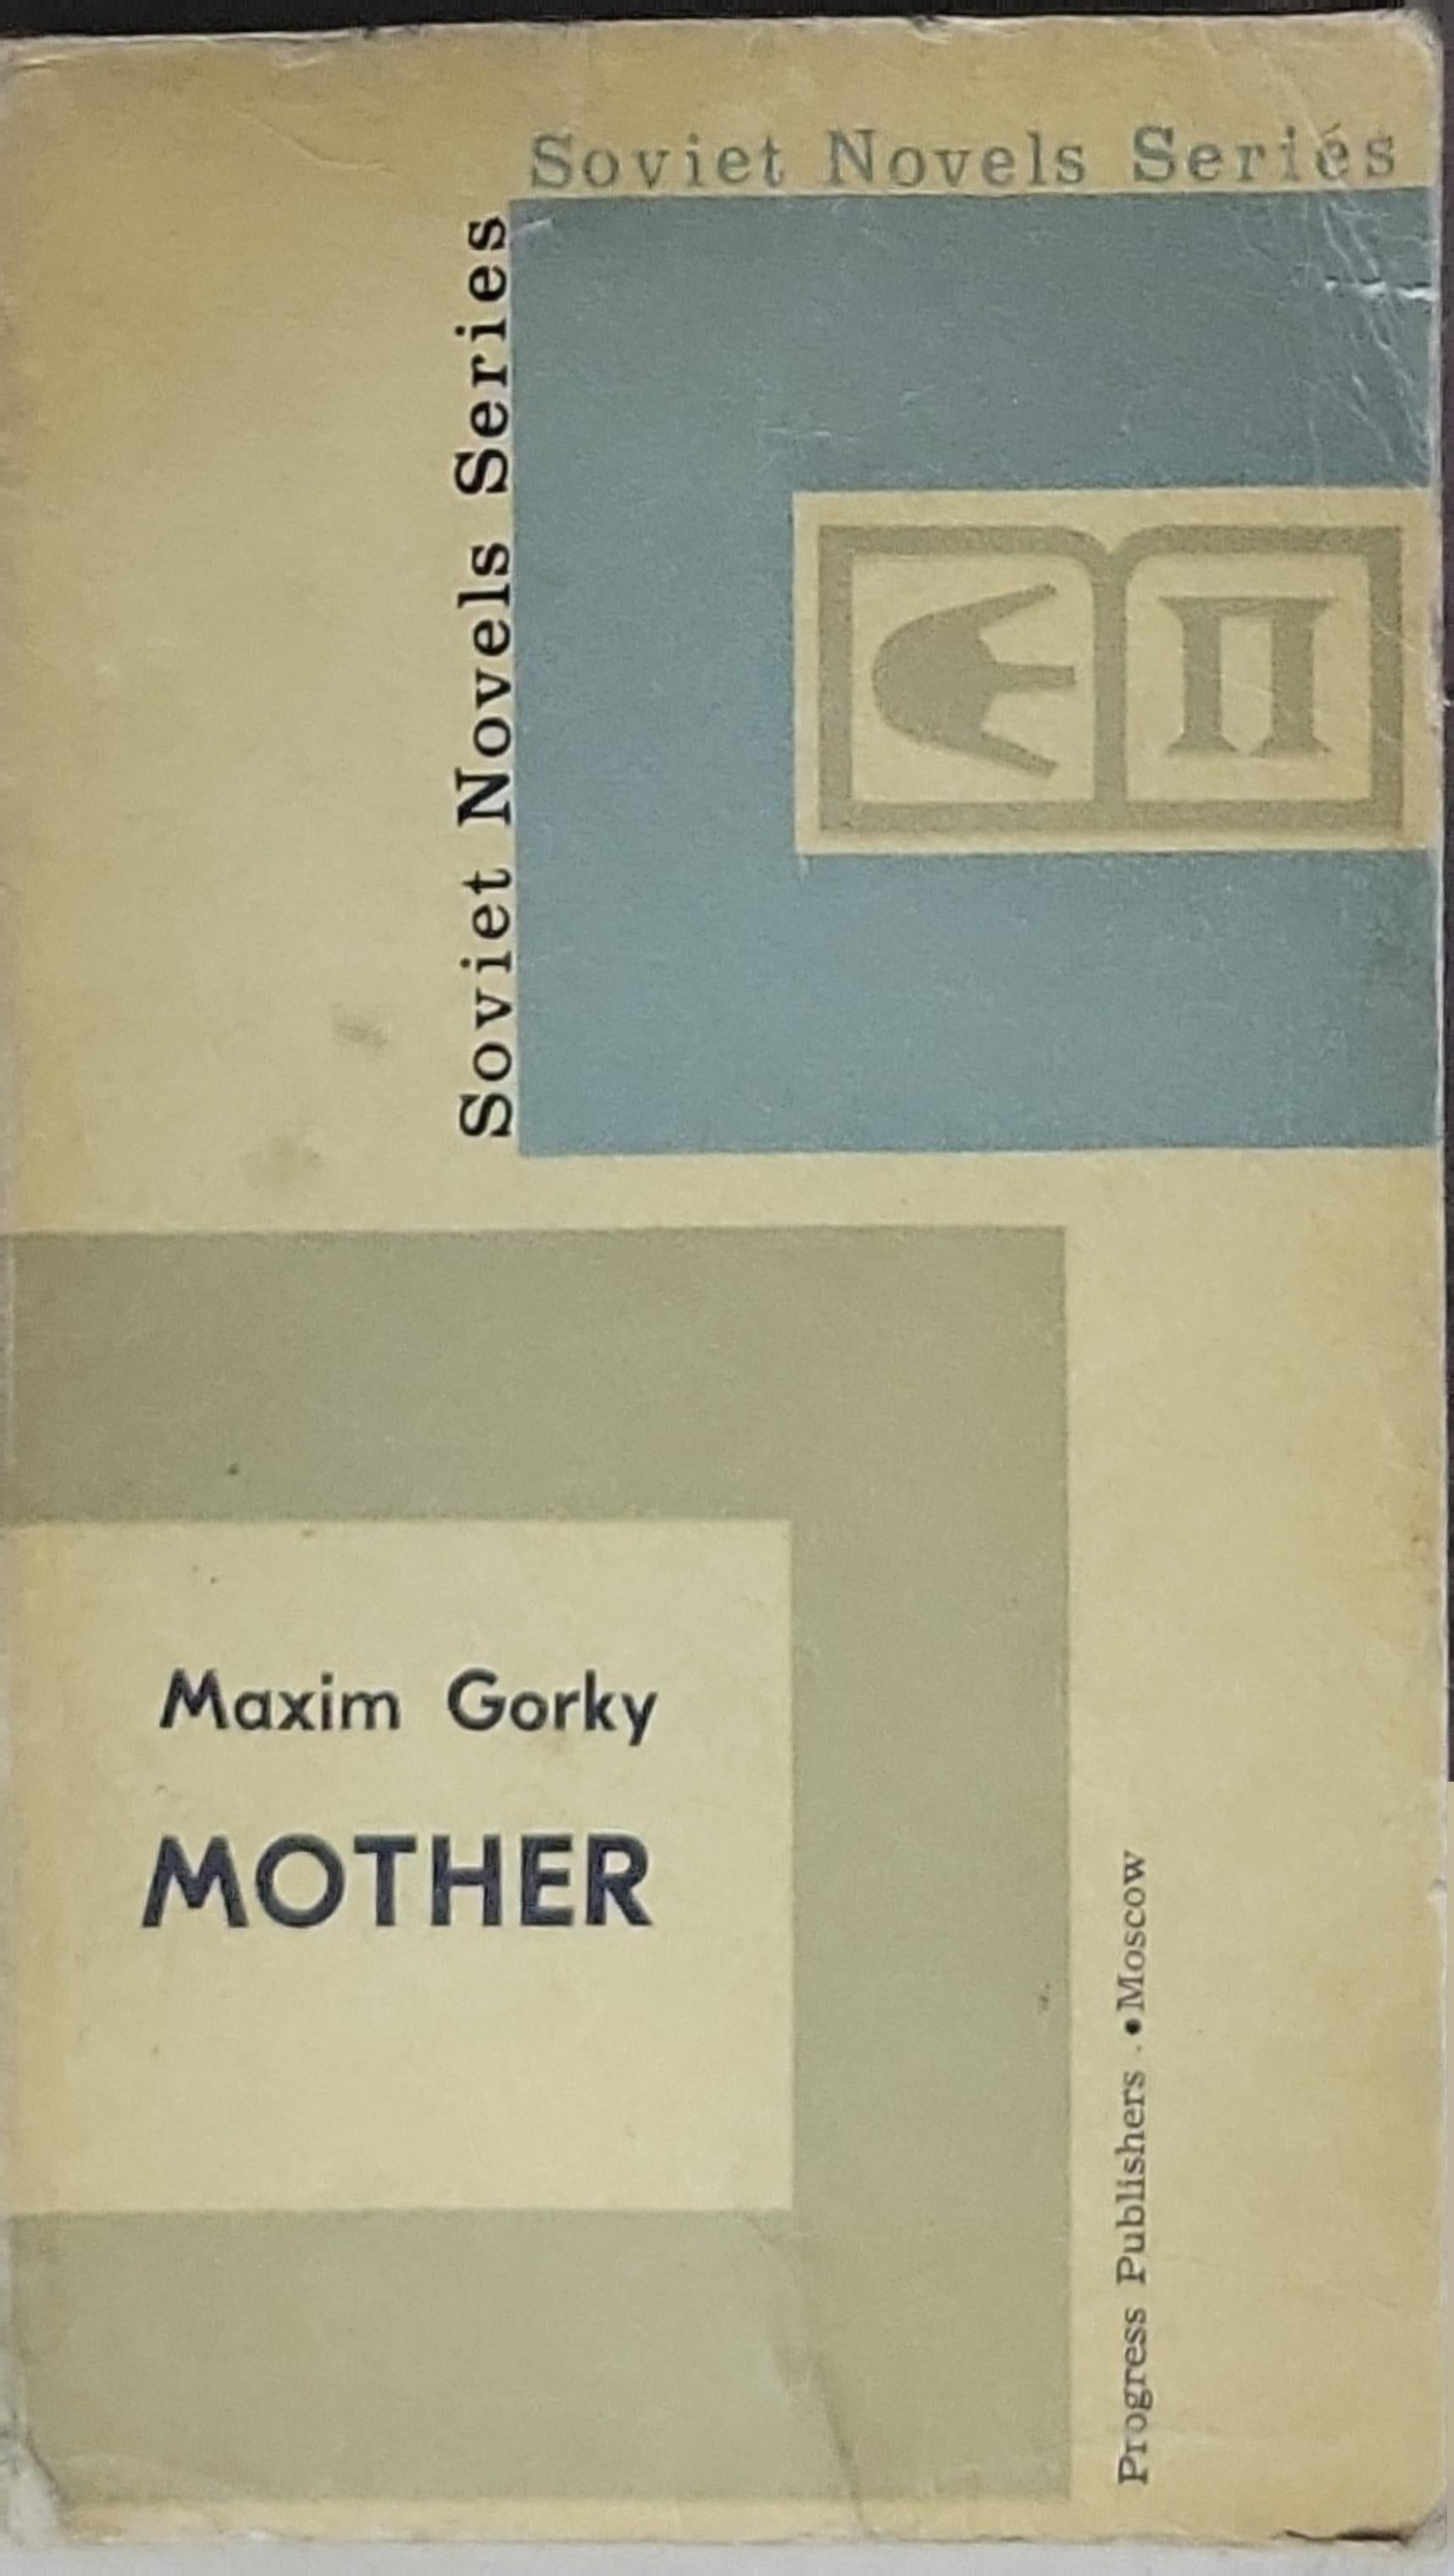 Soviet Novels Series
Soviet Novels Series
П
Maxim Gorky
MOTHER
Progress Publishers . • Moscow